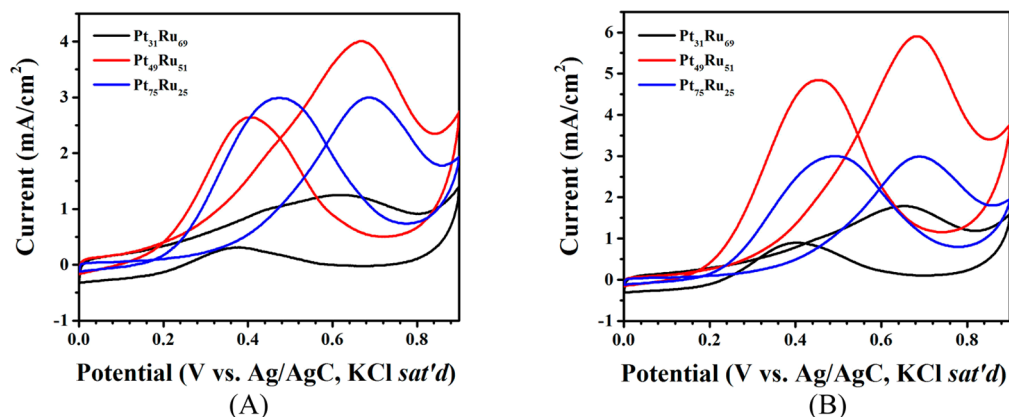 Pt₃₁Ru₆₉
Pt₄₉Ru₅₁
Pt₇₅Ru₂₅
Current (mA/cm²)
4
3
2
1
0
-1
0.0 0.2 0.4 0.6 0.8
Potential (V vs. Ag/AgC, KCl sat'd)
(A)
Pt₃₁Ru₆₉
Pt₄₉Ru₅₁
Pt₇₅Ru₂₅
Current (mA/cm²)
6
5
4
3
2
1
0
-1
0.0 0.2 0.4 0.6 0.8
Potential (V vs. Ag/AgC, KCl sat'd)
(B)